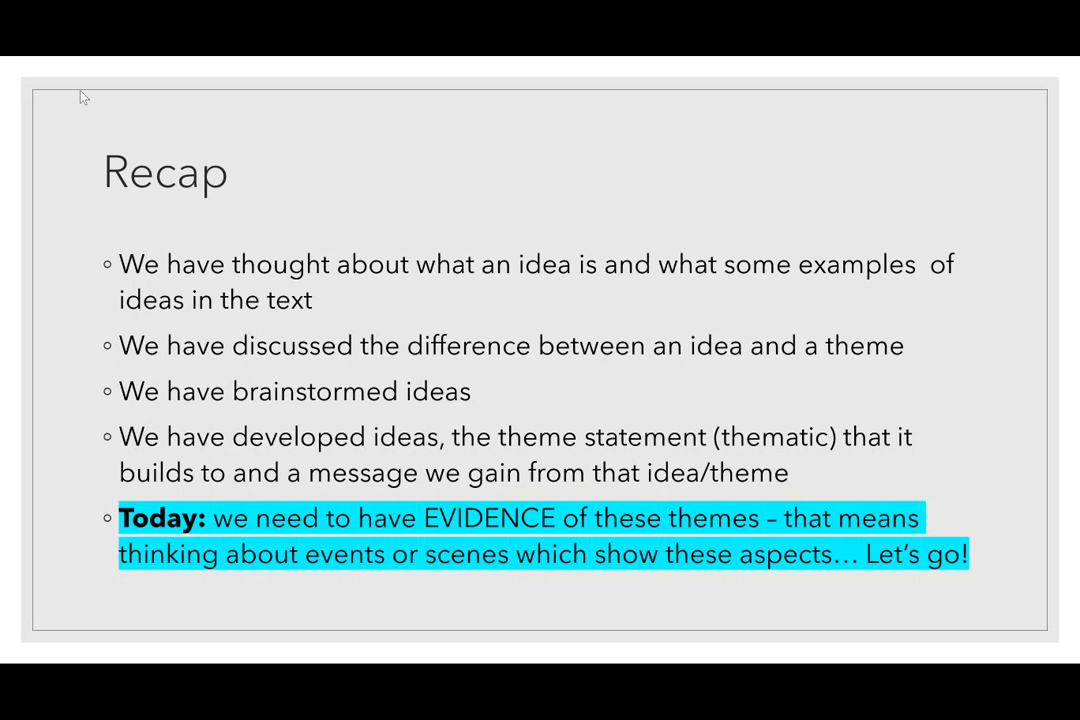 Recap
◦ We have thought about what an idea is and what some examples  of
ideas in the text
◦ We have discussed the difference between an idea and a theme
◦ We have brainstormed ideas
◦ We have developed ideas, the theme statement (thematic) that it
builds to and a message we gain from that idea/theme
◦ Today: we need to have EVIDENCE of these themes – that means
thinking about events or scenes which show these aspects… Let’s go!